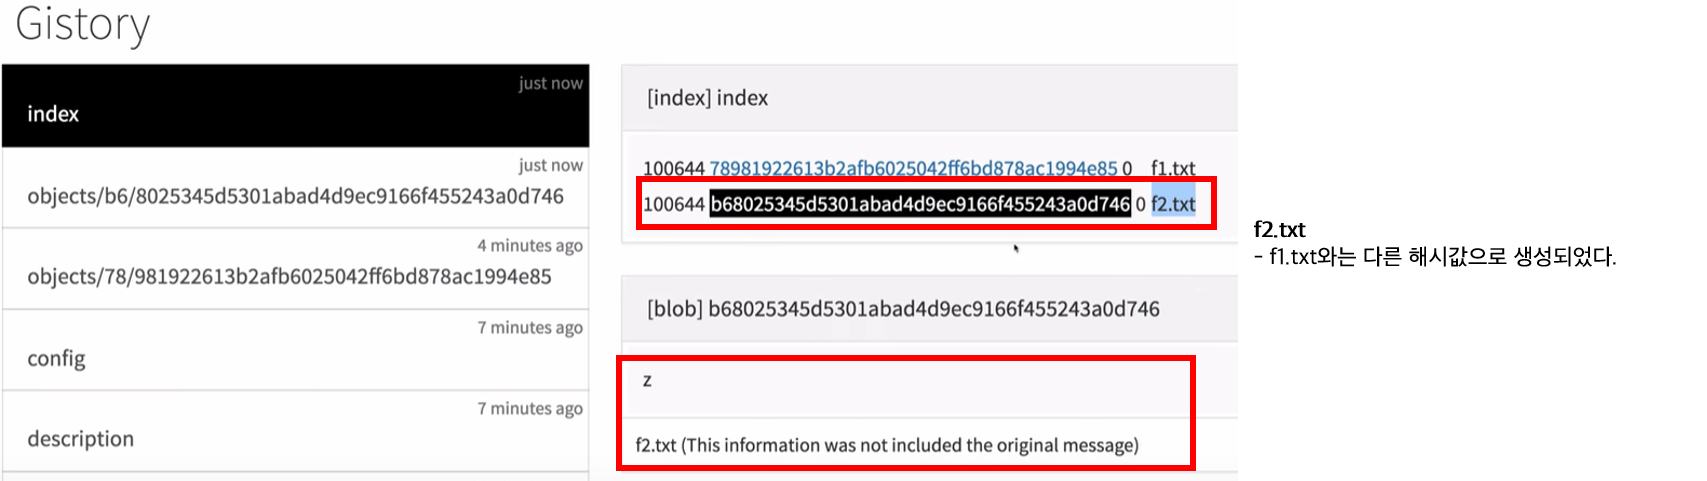 Gistory
just now
index
just now
objects/b6/8025345d5301abad4d9ec9166f455243a0d746
4 minutes ago
objects/78/981922613b2afb6025042ff6bd878ac1994e85
7 minutes ago
config
7 minutes ago
description
[index] index
100644 78981922613b2afb6025042ff6bd878ac1994e85 0 f1.txt
100644 b68025345d5301abad4d9ec9166f455243a0d746 0 f2.txt
[blob] b68025345d5301abad4d9ec9166f455243a0d746
z
f2.txt (This information was not included the original message)
f2.txt
- f1.txt와는 다른 해시값으로 생성되었다.